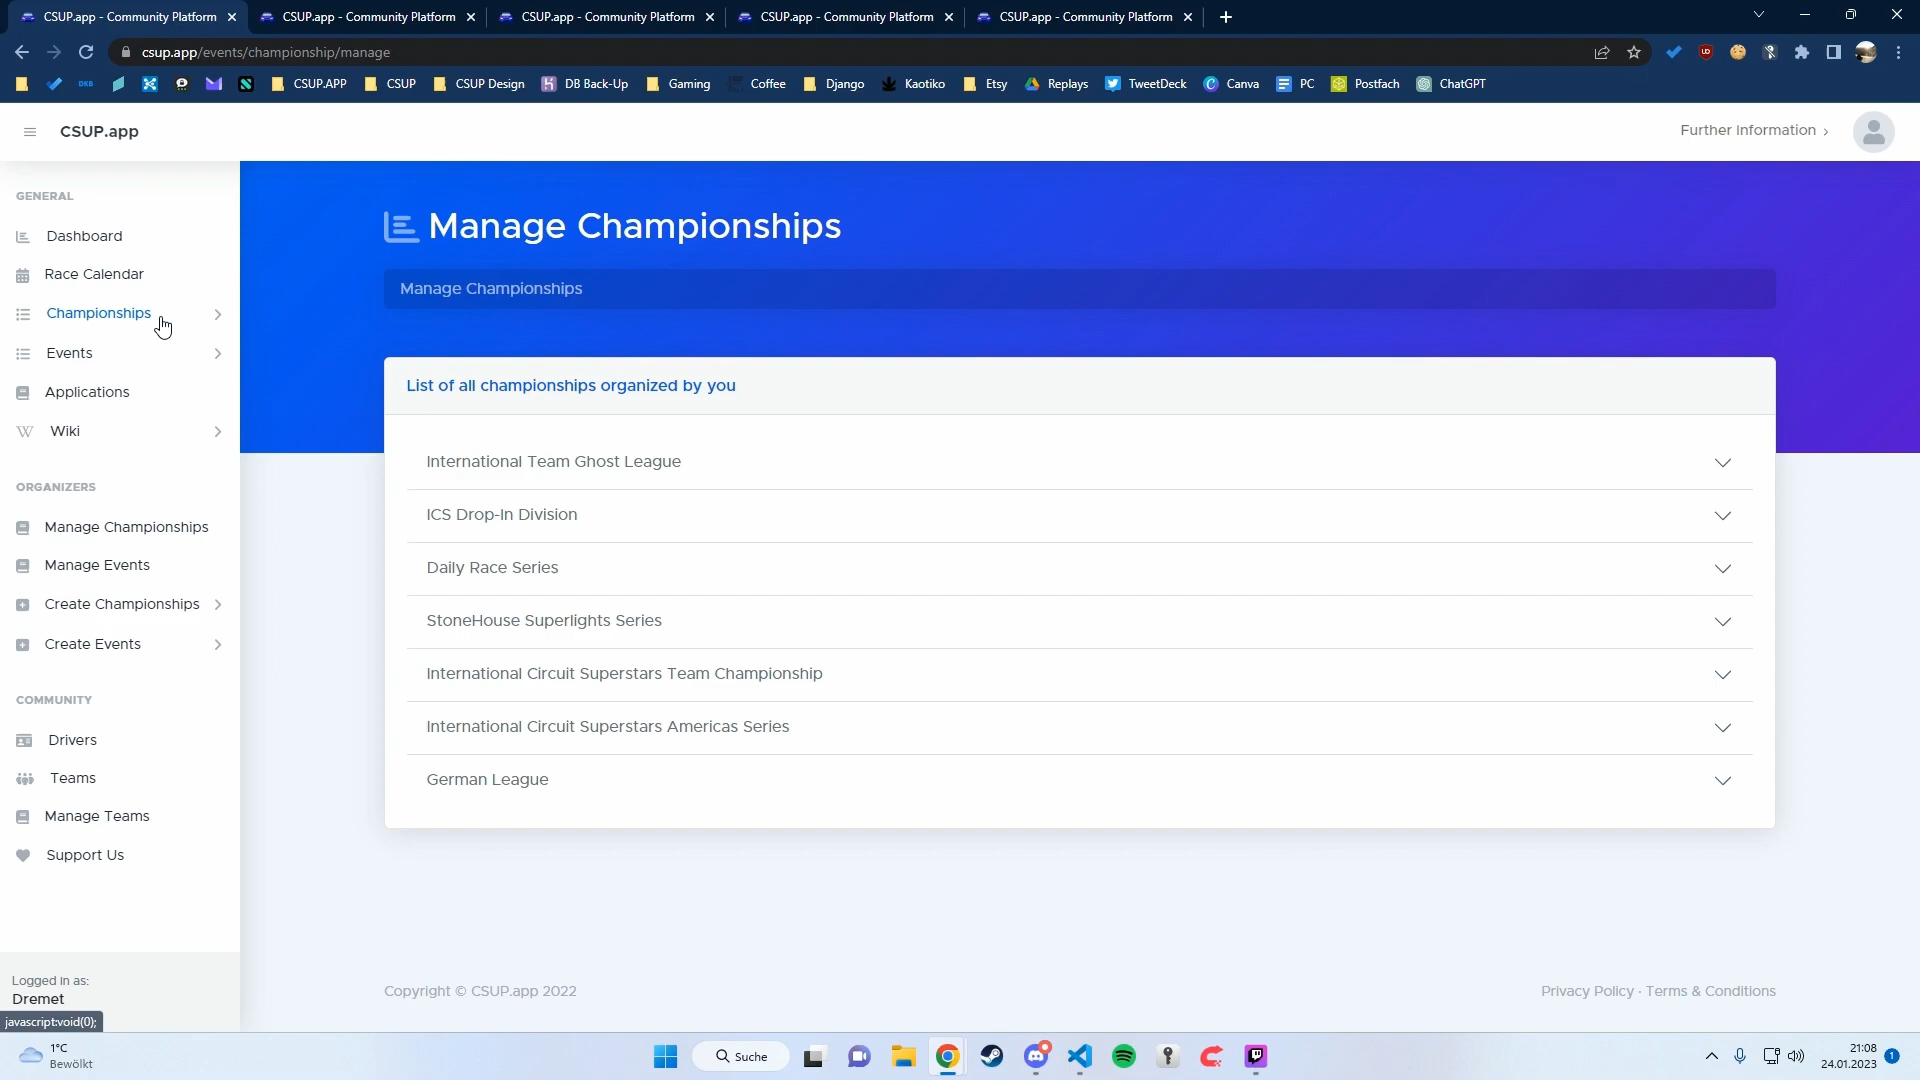 CSUP.app - Community Platform
CSUP.app - Community Platform
CSUP.app - Community Platform
CSUP.app - Community Platform
CSUP.app - Community Platform
csup.app/events/championship/manage
DKB
CSUP.APP
CSUP
CSUP Design
DB Back-Up
Gaming
Coffee
Django
Kaotiko
Etsy
Replays
TweetDeck
Canva
PC
Postfach
ChatGPT
CSUP.app
Further Information
GENERAL
Dashboard
Race Calendar
Championships
Events
Applications
Wiki
ORGANIZERS
Manage Championships
Manage Events
Create Championships
Create Events
COMMUNITY
Drivers
Teams
Manage Teams
Support Us
Logged in as:
Dremet
javascript:void(0);
Manage Championships
Manage Championships
List of all championships organized by you
International Team Ghost League
ICS Drop-In Division
Daily Race Series
StoneHouse Superlights Series
International Circuit Superstars Team Championship
International Circuit Superstars Americas Series
German League
Copyright © CSUP.app 2022
Privacy Policy · Terms & Conditions
1°C
Bewölkt
Suche
21:08
24.01.2023
1